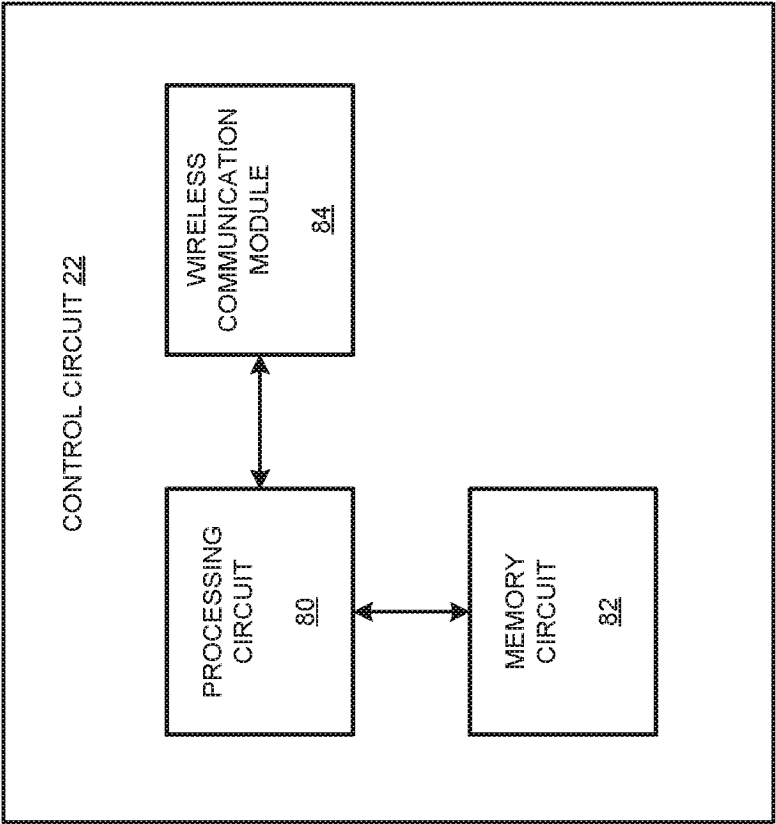 CONTROL CIRCUIT 22
PROCESSING
CIRCUIT
80
WIRELESS
COMMUNICATION
MODULE
84
MEMORY
CIRCUIT
82